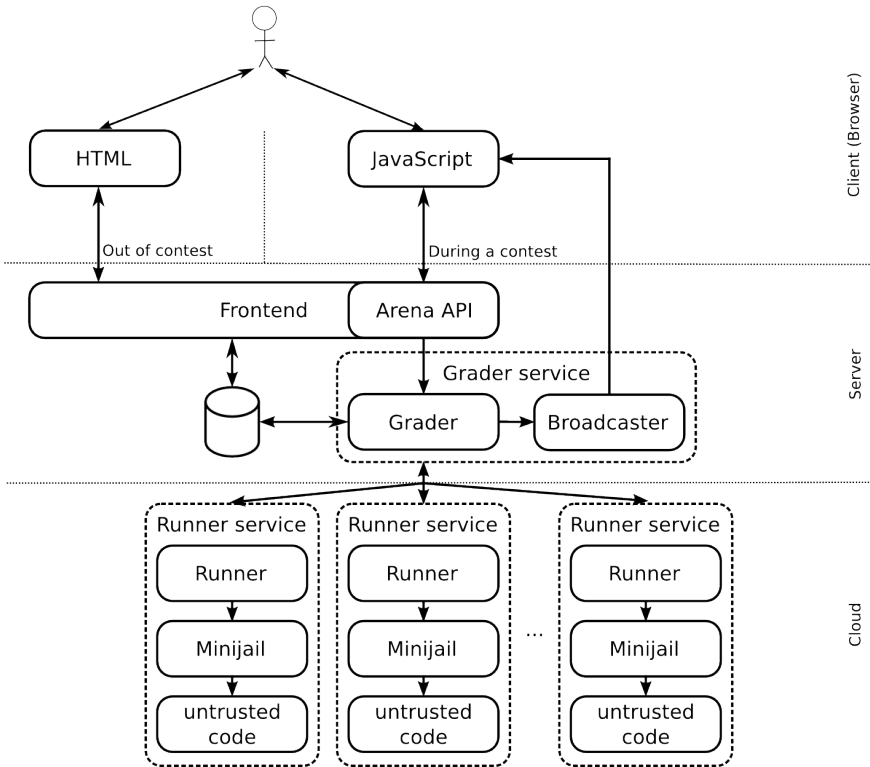 Client (Browser)
HTML
JavaScript
Out of contest
During a contest
Frontend
Arena API
Server
Grader service
Grader
Broadcaster
Runner service
Runner service
Runner service
Runner
Runner
Runner
Minijail
Minijail
...
Minijail
Cloud
untrusted
code
untrusted
code
untrusted
code